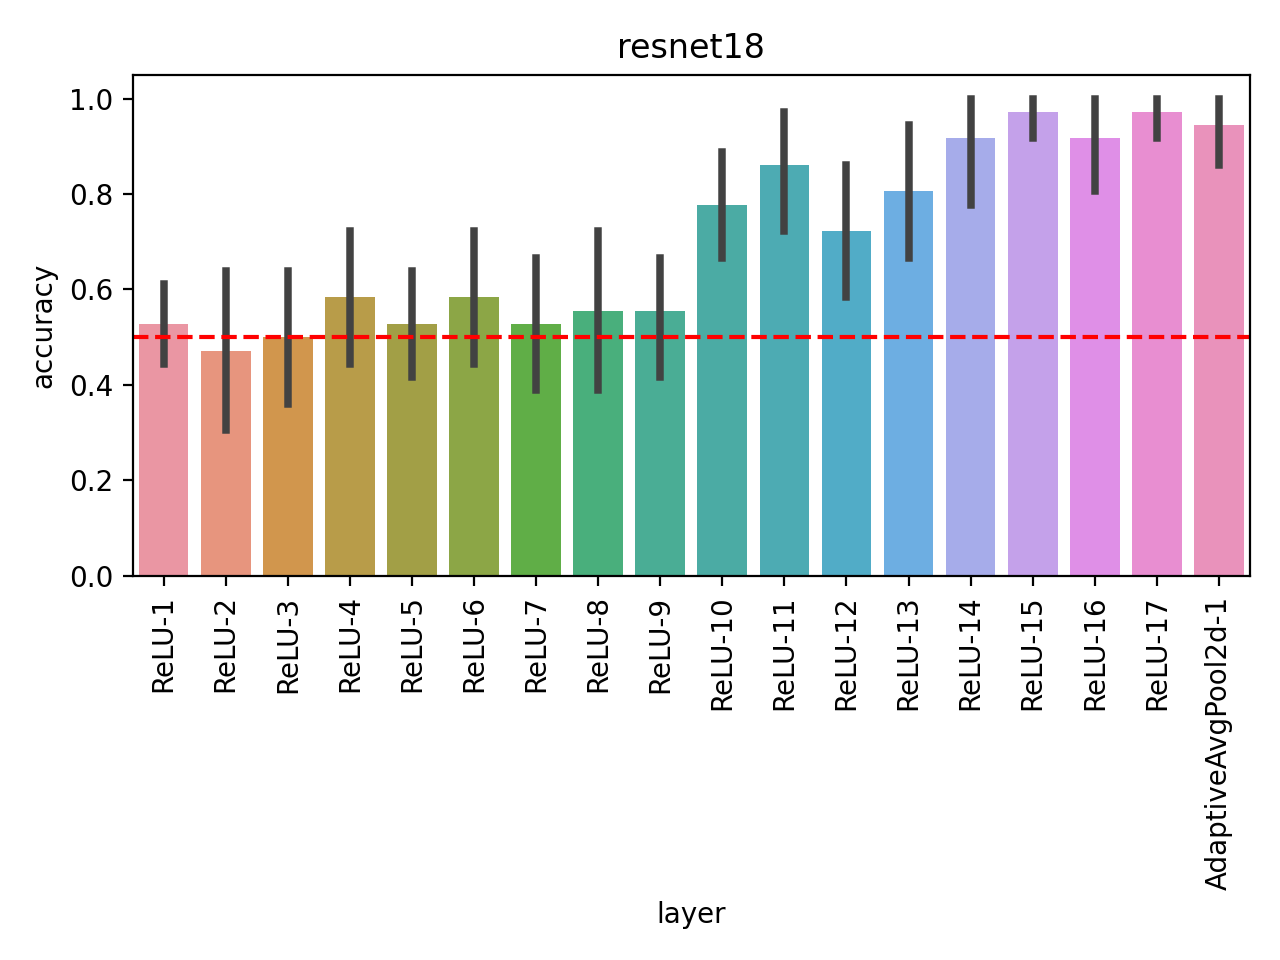 resnet18
accuracy
1.0
0.8
0.6
0.4
0.2
0.0
ReLU-1
ReLU-2
ReLU-3
ReLU-4
ReLU-5
ReLU-6
ReLU-7
ReLU-8
ReLU-9
ReLU-10
ReLU-11
ReLU-12
ReLU-13
ReLU-14
ReLU-15
ReLU-16
ReLU-17
AdaptiveAvgPool2d-1
layer